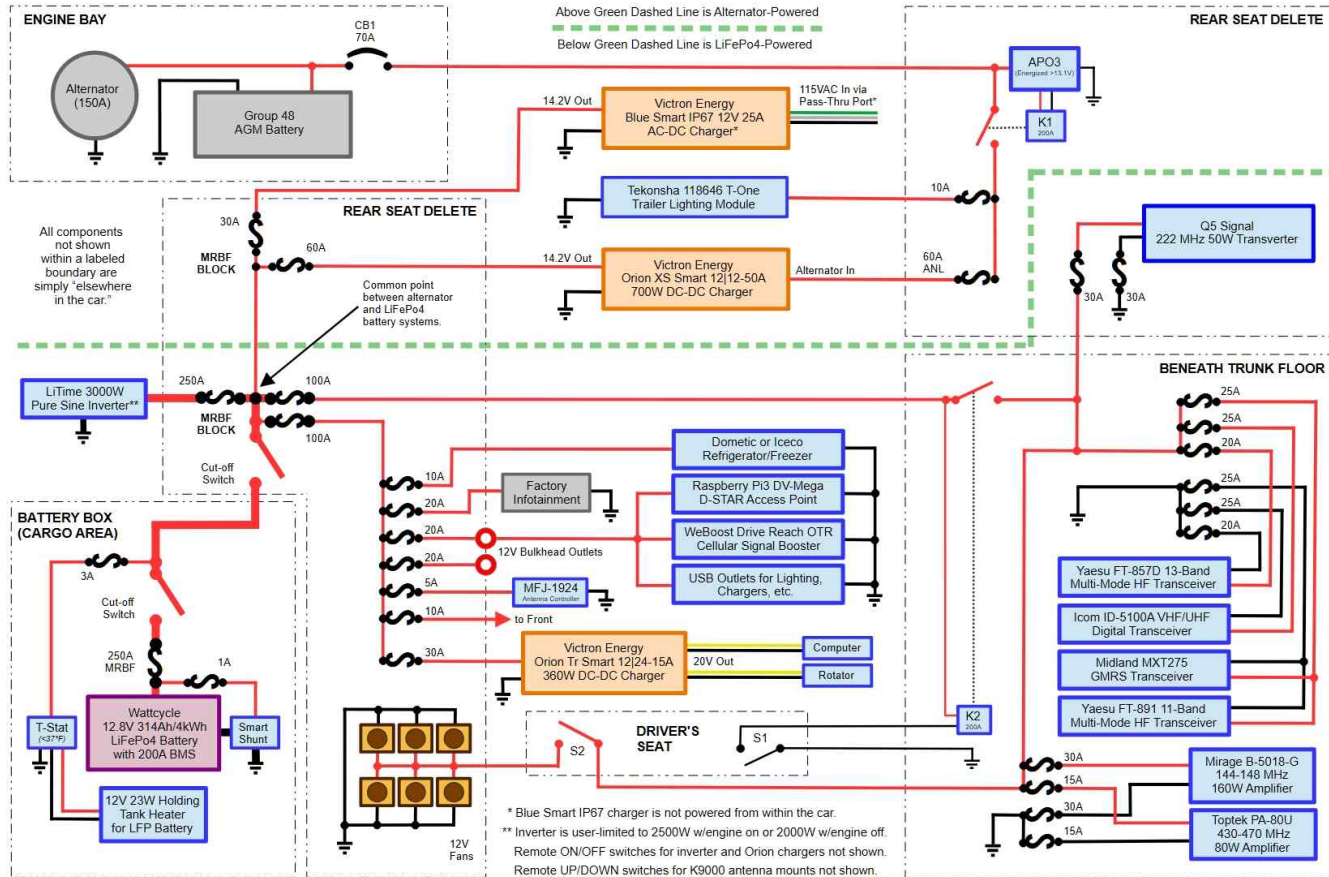 ENGINE BAY
CB1
70A
Alternator
(150A)
Group 48
AGM Battery
Above Green Dashed Line is Alternator-Powered
Below Green Dashed Line is LiFePo4-Powered
REAR SEAT DELETE
APO3
(Energized >13.1V)
K1
200A
14.2V Out
Victron Energy
Blue Smart IP67 12V 25A
AC-DC Charger*
115VAC In via
Pass-Thru Port*
Tekonsha 118646 T-One
Trailer Lighting Module
10A
REAR SEAT DELETE
30A
MRBF
BLOCK
60A
14.2V Out
Victron Energy
Orion XS Smart 12|12-50A
700W DC-DC Charger
Alternator In
60A
ANL
Q5 Signal
222 MHz 50W Transverter
30A
30A
All components
not shown
within a labeled
boundary are
simply "elsewhere
in the car."
Common point
between alternator
and LiFePo4
battery systems.
LiTime 3000W
Pure Sine Inverter**
250A
100A
MRBF
BLOCK
100A
Cut-off
Switch
BENEATH TRUNK FLOOR
25A
25A
20A
25A
25A
20A
Yaesu FT-857D 13-Band
Multi-Mode HF Transceiver
Icom ID-5100A VHF/UHF
Digital Transceiver
Midland MXT275
GMRS Transceiver
Yaesu FT-891 11-Band
Multi-Mode HF Transceiver
30A
15A
30A
15A
Mirage B-5018-G
144-148 MHz
160W Amplifier
Toptek PA-80U
430-470 MHz
80W Amplifier
10A
Dometic or Iceco
Refrigerator/Freezer
20A
Factory
Infotainment
Raspberry Pi3 DV-Mega
D-STAR Access Point
20A
12V Bulkhead Outlets
WeBoost Drive Reach OTR
Cellular Signal Booster
20A
USB Outlets for Lighting,
Chargers, etc.
5A
MFJ-1924
Antenna Controller
10A
to Front
30A
Victron Energy
Orion Tr Smart 12|24-15A
360W DC-DC Charger
20V Out
Computer
Rotator
BATTERY BOX
(CARGO AREA)
3A
Cut-off
Switch
250A
MRBF
1A
T-Stat
(<37*F)
Wattcycle
12.8V 314Ah/4kWh
LiFePo4 Battery
with 200A BMS
Smart
Shunt
12V 23W Holding
Tank Heater
for LFP Battery
12V
Fans
S2
DRIVER'S
SEAT
S1
K2
200A
* Blue Smart IP67 charger is not powered from within the car.
** Inverter is user-limited to 2500W w/engine on or 2000W w/engine off.
Remote ON/OFF switches for inverter and Orion chargers not shown.
Remote UP/DOWN switches for K9000 antenna mounts not shown.